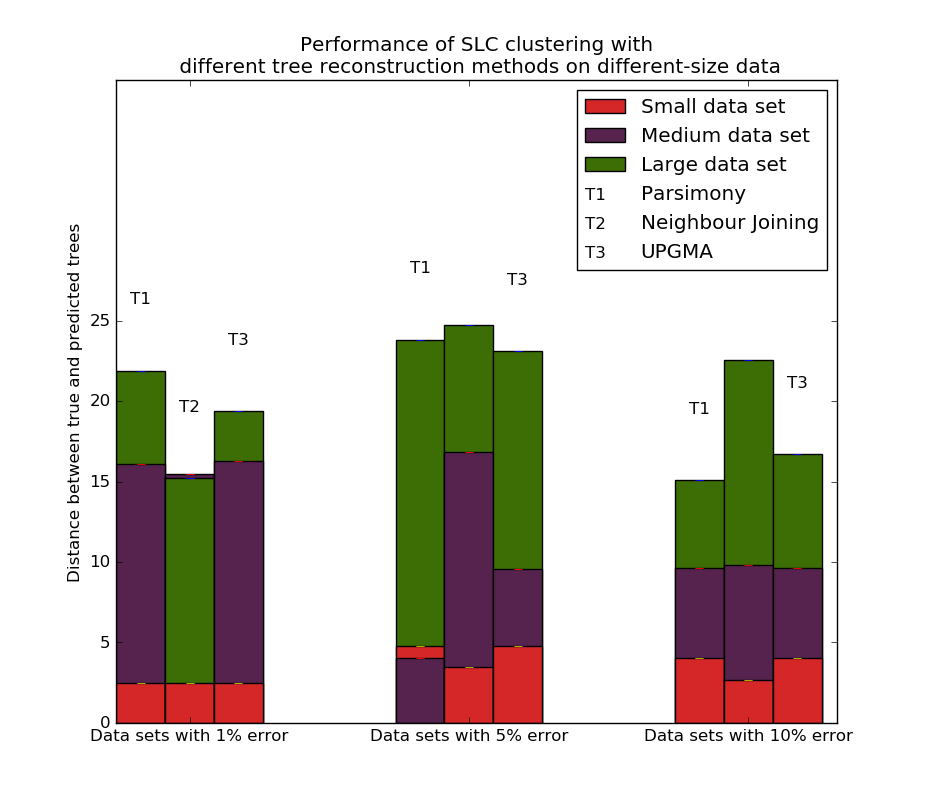 Performance of SLC clustering with
different tree reconstruction methods on different-size data
Small data set
Medium data set
Large data set
T1 Parsimony
T2 Neighbour Joining
T3 UPGMA
Distance between true and predicted trees
25
20
15
10
5
0
T1
T2
T3
T1
T3
T1
T3
Data sets with 1% error
Data sets with 5% error
Data sets with 10% error